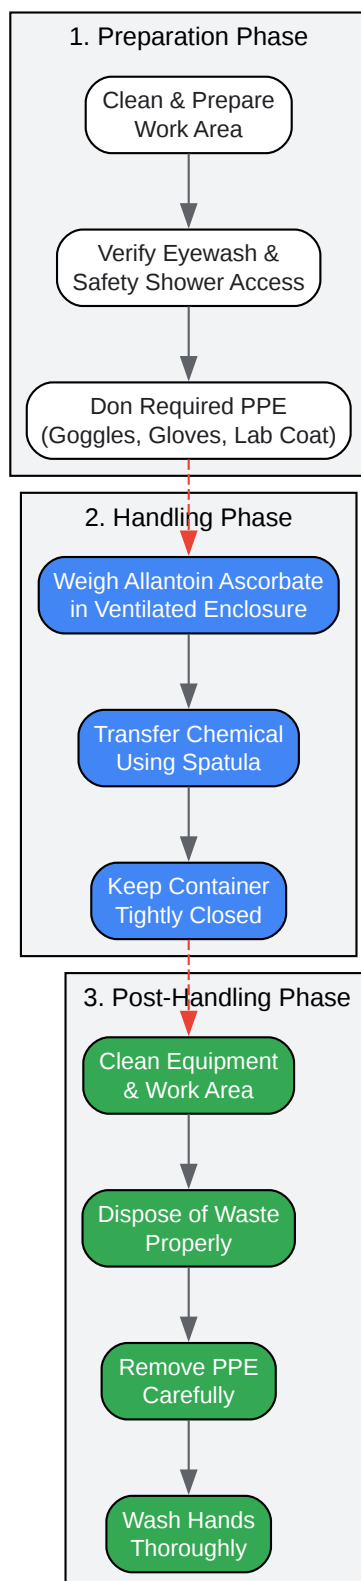 1. Preparation Phase
Clean & Prepare
Work Area
Verify Eyewash &
Safety Shower Access
Don Required PPE
(Goggles, Gloves, Lab Coat)
2. Handling Phase
Weigh Allantoin Ascorbate
in Ventilated Enclosure
Transfer Chemical
Using Spatula
Keep Container
Tightly Closed
3. Post-Handling Phase
Clean Equipment
& Work Area
Dispose of Waste
Properly
Remove PPE
Carefully
Wash Hands
Thoroughly